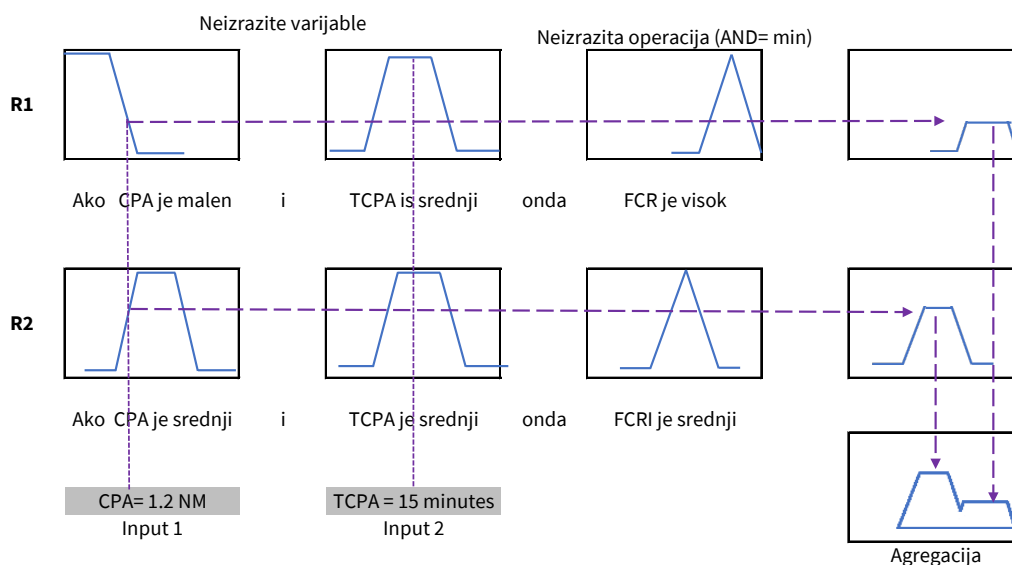 Neizrazite varijable
Neizrazita operacija (AND= min)
R1
Ako CPA je malen i TCPA is srednji onda FCR je visok
R2
Ako CPA je srednji i TCPA je srednji onda FCRI je srednji
CPA= 1.2 NM TCPA = 15 minutes
Input 1 Input 2
Agregacija